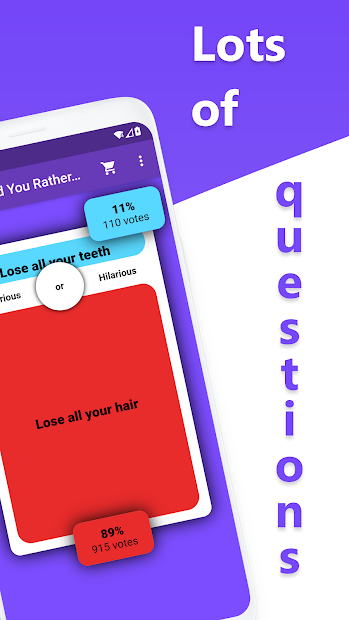 Lots
of
questions
d You Rather...
11%
110 votes
Lose all your teeth
rious
or
Hilarious
Lose all your hair
89%
915 votes